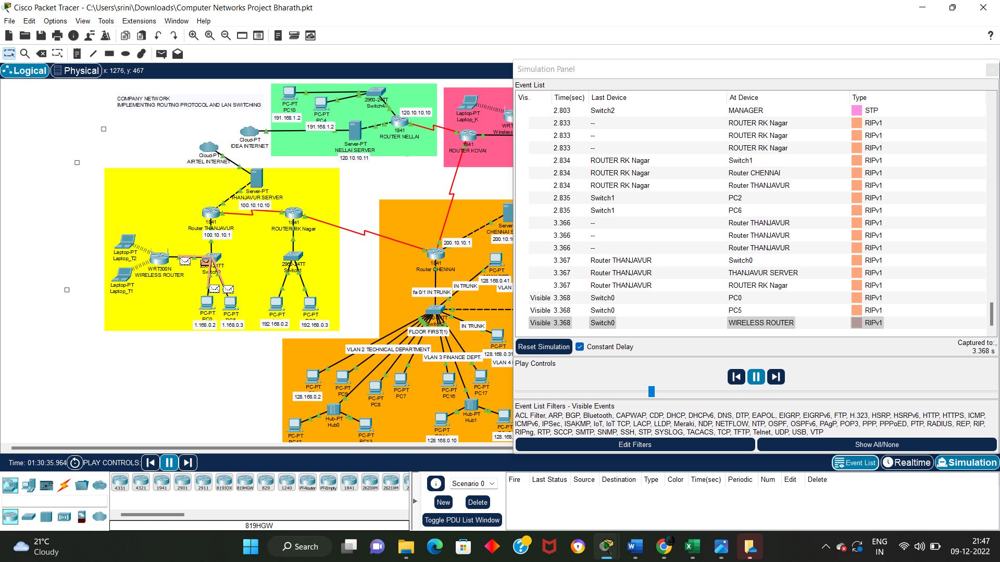 Cisco Packet Tracer - C:\Users\srini\Downloads\Computer Networks Project Bharath.pkt
File Edit Options View Tools Extensions Window Help
?
Logical Physical x: 1276, y: 467
COMPANY NETWORK
IMPLEMENTING ROUTING PROTOCOL AND LAN SWITCHING
PC-PT
PC10
191.168.1.2
PC-PT
PC4
191.168.1.2
2960-24TT
Switch4
120.10.10.10
1841
ROUTER NELLAI
Server-PT
NELLAI SERVER
120.10.10.11
Cloud-PT
IDEA INTERNET
Cloud-PT
AIRTEL INTERNET
Laptop-PT
Laptop_K
WRT
Wireless
1841
ROUTER KOVAI
Server-PT
THANJAVUR SERVER
100.10.10.10
1841
Router THANJAVUR
100.10.10.1
1841
ROUTER RK Nagar
Laptop-PT
Laptop_T2
WRT300N
WIRELESS ROUTER
Laptop-PT
Laptop_T1
Switch0
2960-24TT
Switch1
PC-PT
PC0
1.168.0.2
PC-PT
1.168.0.3
PC-PT
192.168.0.2
PC-PT
192.168.0.3
Server
CHENNAI S
200.10.10
200.10.10.1
1841
Router CHENNAI
PC-PT
128.168.0.41
VLAN
IN TRUNK
fa 0/1 IN TRUNK
Switch2
IN TRUNK
FLOOR FIRST(1)
PC-PT
128.168.0.31
VLAN 4
VLAN 2 TECHNICAL DEPARTMENT
VLAN 3 FINANCE DEPT.
PC-PT
128.168.0.2
PC-PT
PC9
PC-PT
PC8
PC-PT
PC7
PC-PT
PC16
PC-PT
PC17
Hub-PT
Hub0
Hub-PT
Hub1
PC-PT
PC12
PC-PT
PC13
PC-PT
128.168.0.10
PC-PT
128.168.
Simulation Panel
Event List
Vis. Time(sec) Last Device At Device Type
2.803 Switch2 MANAGER STP
2.833 -- ROUTER RK Nagar RIPv1
2.833 -- ROUTER RK Nagar RIPv1
2.833 -- ROUTER RK Nagar RIPv1
2.834 ROUTER RK Nagar Switch1 RIPv1
2.834 ROUTER RK Nagar Router CHENNAI RIPv1
2.834 ROUTER RK Nagar Router THANJAVUR RIPv1
2.835 Switch1 PC2 RIPv1
2.835 Switch1 PC6 RIPv1
3.366 -- Router THANJAVUR RIPv1
3.366 -- Router THANJAVUR RIPv1
3.366 -- Router THANJAVUR RIPv1
3.367 Router THANJAVUR Switch0 RIPv1
3.367 Router THANJAVUR THANJAVUR SERVER RIPv1
3.367 Router THANJAVUR ROUTER RK Nagar RIPv1
Visible 3.368 Switch0 PC0 RIPv1
Visible 3.368 Switch0 PC5 RIPv1
Visible 3.368 Switch0 WIRELESS ROUTER RIPv1
Reset Simulation Constant Delay Captured to:
3.368 s
Play Controls
Event List Filters - Visible Events
ACL Filter, ARP, BGP, Bluetooth, CAPWAP, CDP, DHCP, DHCPv6, DNS, DTP, EAPOL, EIGRP, EIGRPv6, FTP, H.323, HSRP, HSRPv6, HTTP, HTTPS, ICMP,
ICMPv6, IPSec, ISAKMP, IoT, IoT TCP, LACP, LLDP, Meraki, NDP, NETFLOW, NTP, OSPF, OSPFv6, PAgP, POP3, PPP, PPPoED, PTP, RADIUS, REP, RIP,
RIPng, RTP, SCCP, SMTP, SNMP, SSH, STP, SYSLOG, TACACS, TCP, TFTP, Telnet, UDP, USB, VTP
Edit Filters Show All/None
Time: 01:30:35.964 PLAY CONTROLS: Event List Realtime Simulation
4331 4321 1941 2901 2911 819IOX 819HGW 829 1240 PT-Router PT-Empty 1841 2620XM 2621XM 2
819HGW
Scenario 0
New Delete
Toggle PDU List Window
Fire Last Status Source Destination Type Color Time(sec) Periodic Num Edit Delete
21°C
Cloudy
Search
ENG
IN
21:47
09-12-2022